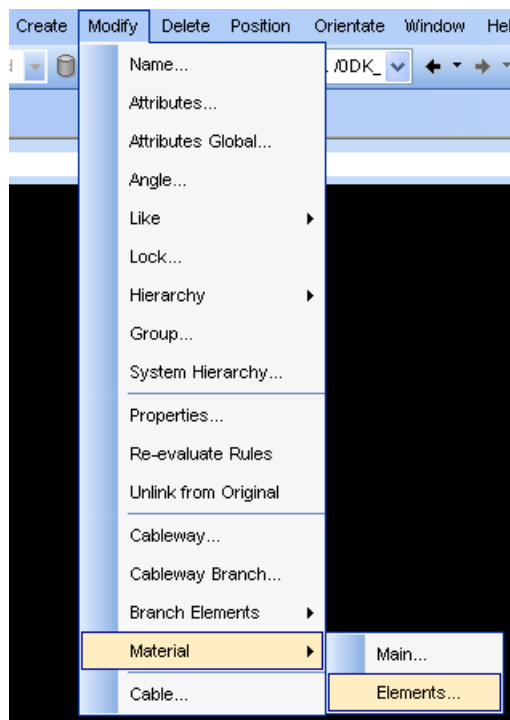 Create Modify Delete Position Orientate Window Hel
Name... /0DK_
Attributes...
Attributes Global...
Angle...
Like
Lock...
Hierarchy
Group...
System Hierarchy...
Properties...
Re-evaluate Rules
Unlink from Original
Cableway...
Cableway Branch...
Branch Elements
Material Main...
Cable... Elements...